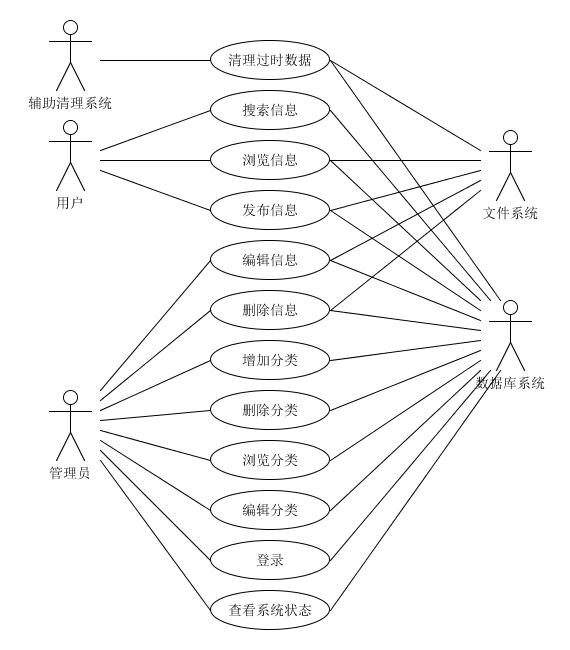 清理过时数据
辅助清理系统
搜索信息
浏览信息
用户
发布信息
文件系统
编辑信息
删除信息
增加分类
数据库系统
删除分类
浏览分类
管理员
编辑分类
登录
查看系统状态